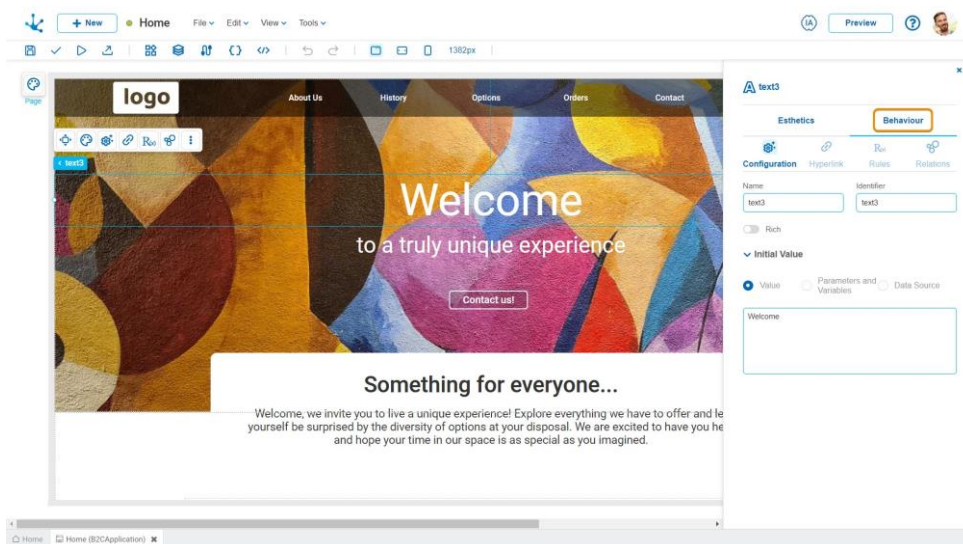 + New
Home
File
Edit
View
Tools
IA
Preview
?
1382px
Page
logo
About Us
History
Options
Orders
Contact
text3
Welcome
to a truly unique experience
Contact us!
Something for everyone...
Welcome, we invite you to live a unique experience! Explore everything we have to offer and le
yourself be surprised by the diversity of options at your disposal. We are excited to have you he
and hope your time in our space is as special as you imagined.
A text3
Esthetics
Behaviour
Configuration
Hyperlink
Rules
Relations
Name
Identifier
text3
text3
Rich
Initial Value
Value
Parameters and
Variables
Data Source
Welcome
Home
Home (B2CApplication)